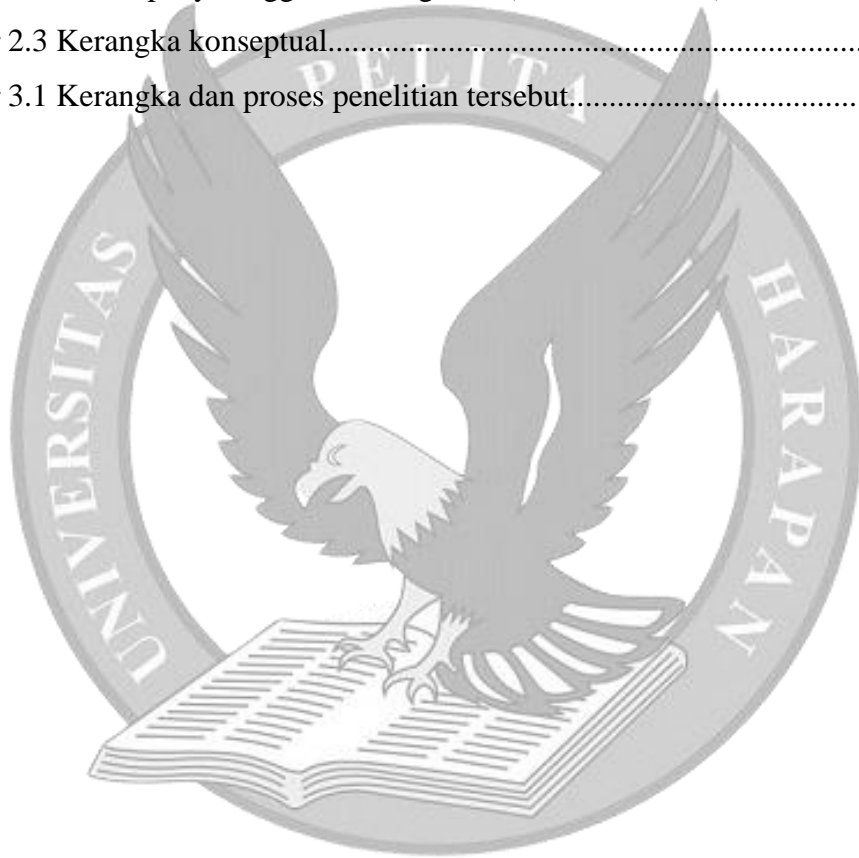 2.3 Kerangka konseptual
3.1 Kerangka dan proses penelitian tersebut
UNIVERSITAS PELITA HARAPAN